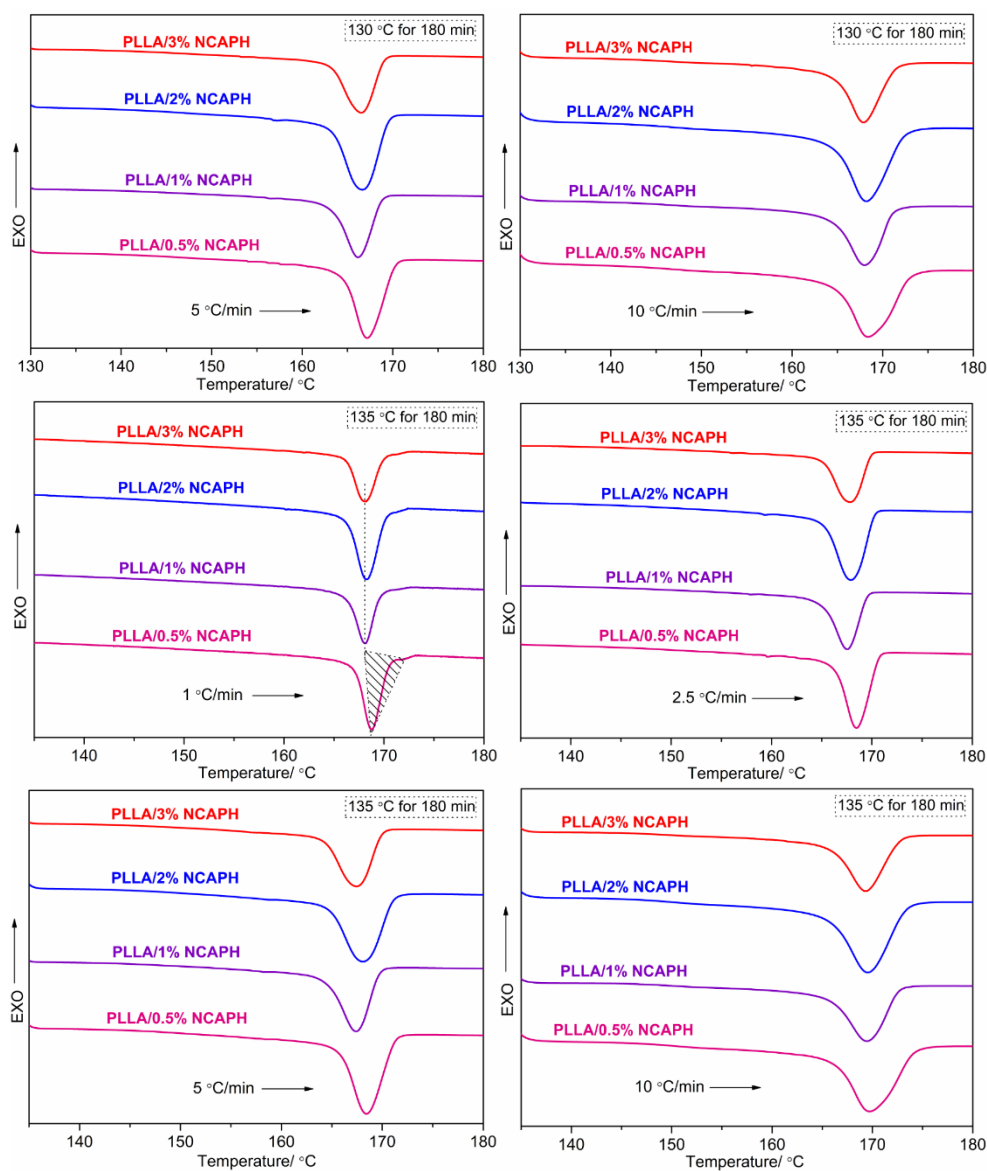 130 °C for 180 min
PLLA/3% NCAPH
PLLA/2% NCAPH
PLLA/1% NCAPH
PLLA/0.5% NCAPH
5 °C/min
EXO
130 140 150 160 170 180
Temperature/ °C
130 °C for 180 min
PLLA/3% NCAPH
PLLA/2% NCAPH
PLLA/1% NCAPH
PLLA/0.5% NCAPH
10 °C/min
EXO
130 140 150 160 170 180
Temperature/ °C
135 °C for 180 min
PLLA/3% NCAPH
PLLA/2% NCAPH
PLLA/1% NCAPH
PLLA/0.5% NCAPH
1 °C/min
EXO
140 150 160 170 180
Temperature/ °C
135 °C for 180 min
PLLA/3% NCAPH
PLLA/2% NCAPH
PLLA/1% NCAPH
PLLA/0.5% NCAPH
2.5 °C/min
EXO
140 150 160 170 180
Temperature/ °C
135 °C for 180 min
PLLA/3% NCAPH
PLLA/2% NCAPH
PLLA/1% NCAPH
PLLA/0.5% NCAPH
5 °C/min
EXO
140 150 160 170 180
Temperature/ °C
135 °C for 180 min
PLLA/3% NCAPH
PLLA/2% NCAPH
PLLA/1% NCAPH
PLLA/0.5% NCAPH
10 °C/min
EXO
140 150 160 170 180
Temperature/ °C